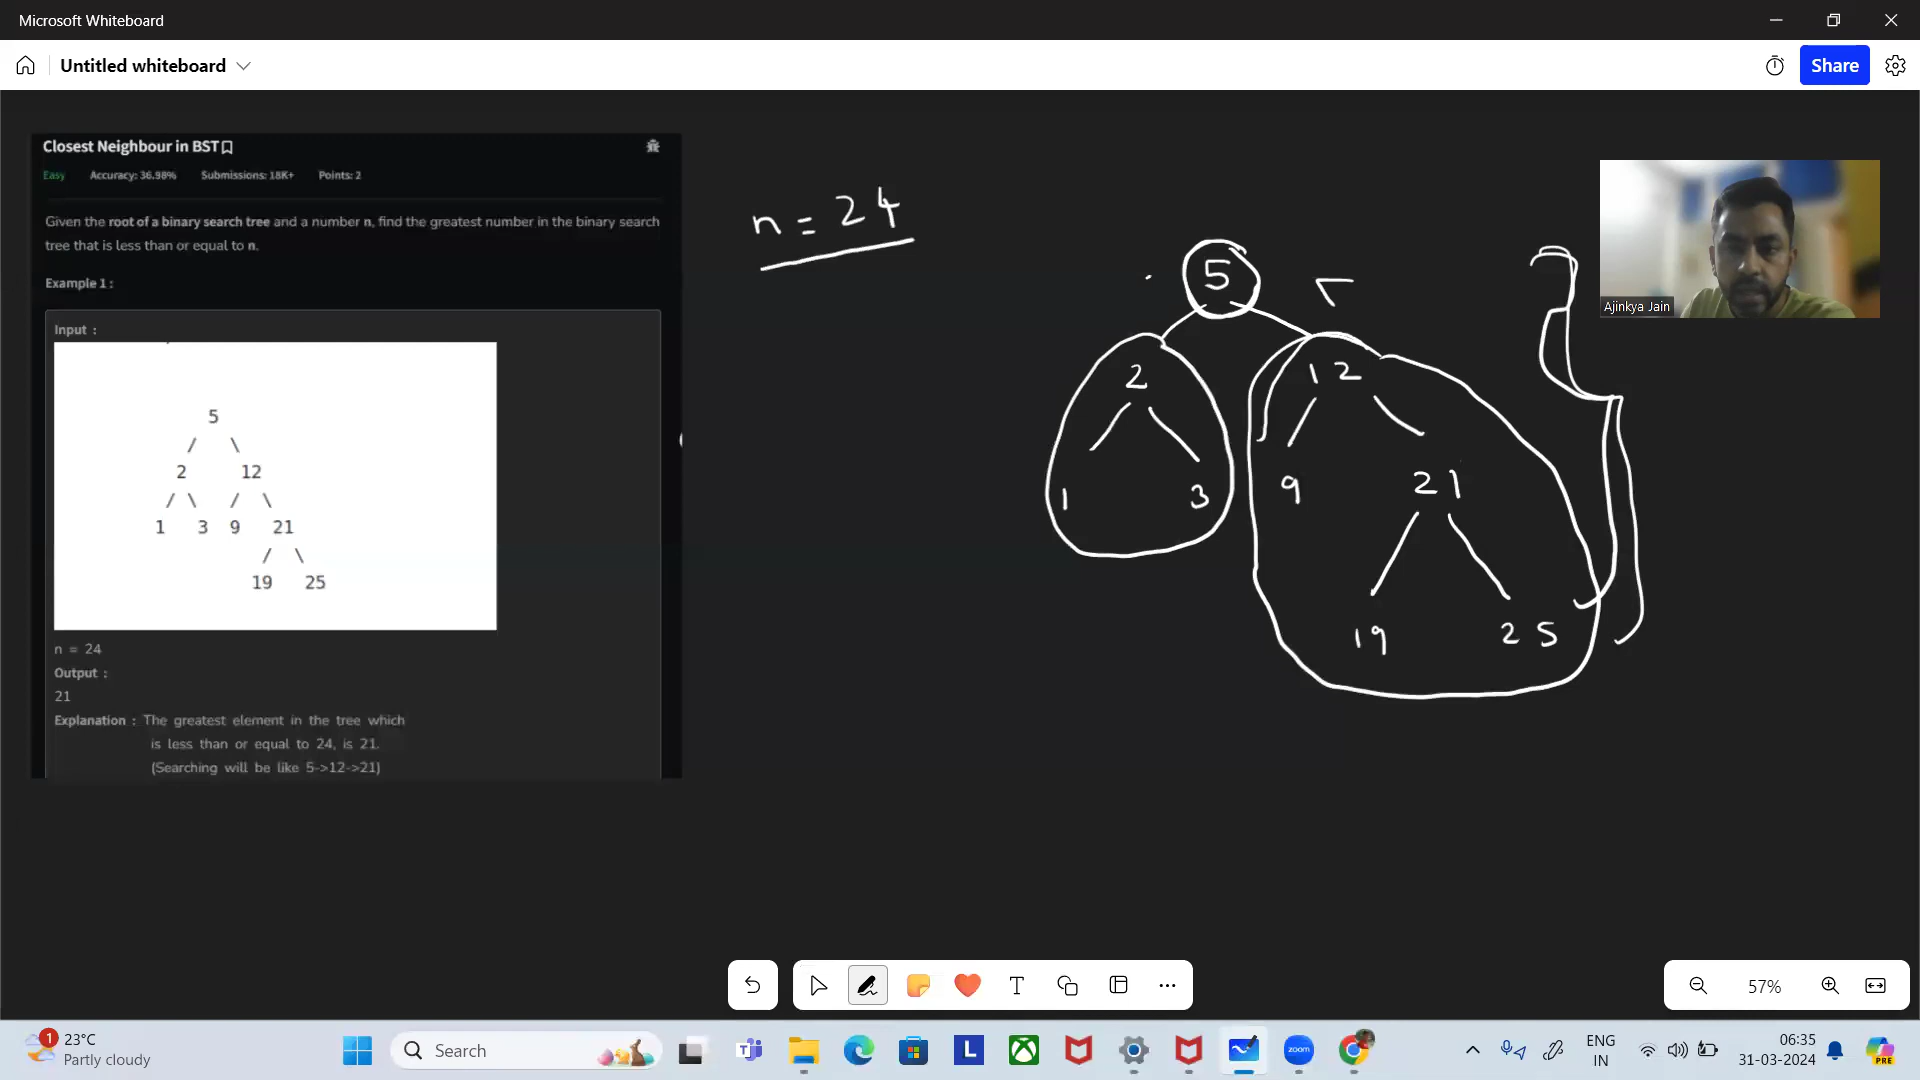 Microsoft Whiteboard
Untitled whiteboard
Share
Closest Neighbour in BST
Easy Accuracy: 36.98% Submissions: 18K+ Points: 2
Given the root of a binary search tree and a number n, find the greatest number in the binary search
tree that is less than or equal to n.
Example 1 :
Input :
5
/ \
2 12
/ \ / \
1 3 9 21
/ \
19 25
n = 24
Output :
21
Explanation : The greatest element in the tree which
is less than or equal to 24, is 21.
(Searching will be like 5->12->21)
n = 24
5
2 12
1 3 9 21
19 25
Ajinkya Jain
57%
1
23°C
Partly cloudy
Search
L
zoom
ENG
IN
06:35
31-03-2024
PRE